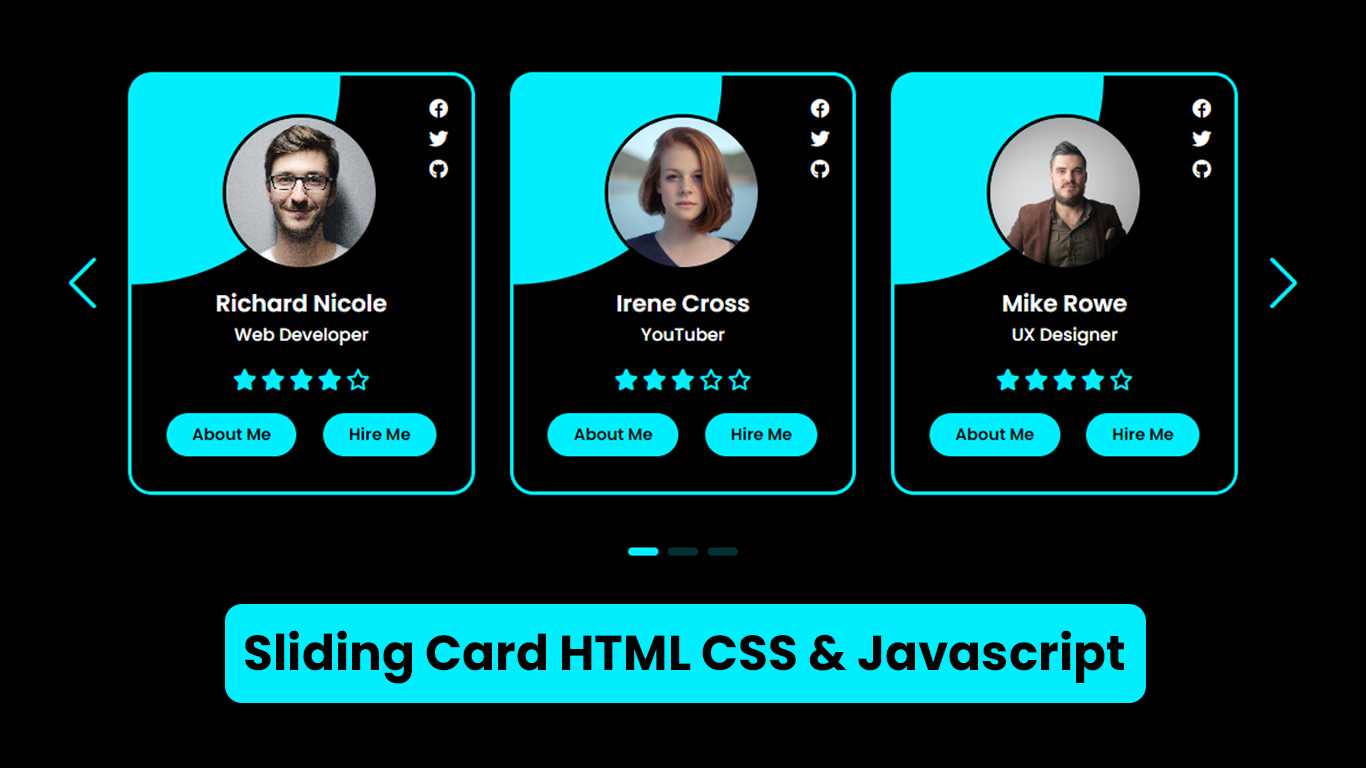 Richard Nicole
Web Developer
About Me
Hire Me
Irene Cross
YouTuber
About Me
Hire Me
Mike Rowe
UX Designer
About Me
Hire Me
Sliding Card HTML CSS & Javascript